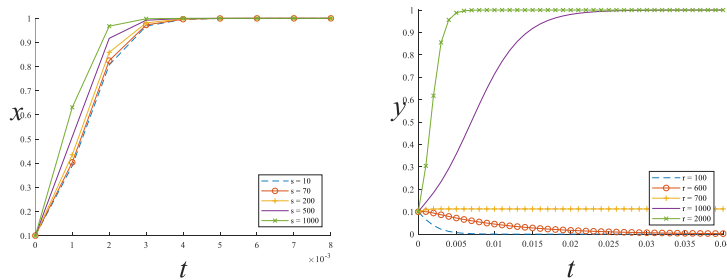 1
0.9
0.8
0.7
0.6
0.5
0.4
0.3
0.2
0.1
x
0 1 2 3 4 5 6 7 8
×10⁻³
t
s = 10
s = 70
s = 200
s = 500
s = 1000
1
0.9
0.8
0.7
0.6
0.5
0.4
0.3
0.2
0.1
0
y
0 0.005 0.01 0.015 0.02 0.025 0.03 0.035 0.0
t
r = 100
r = 600
r = 700
r = 1000
r = 2000